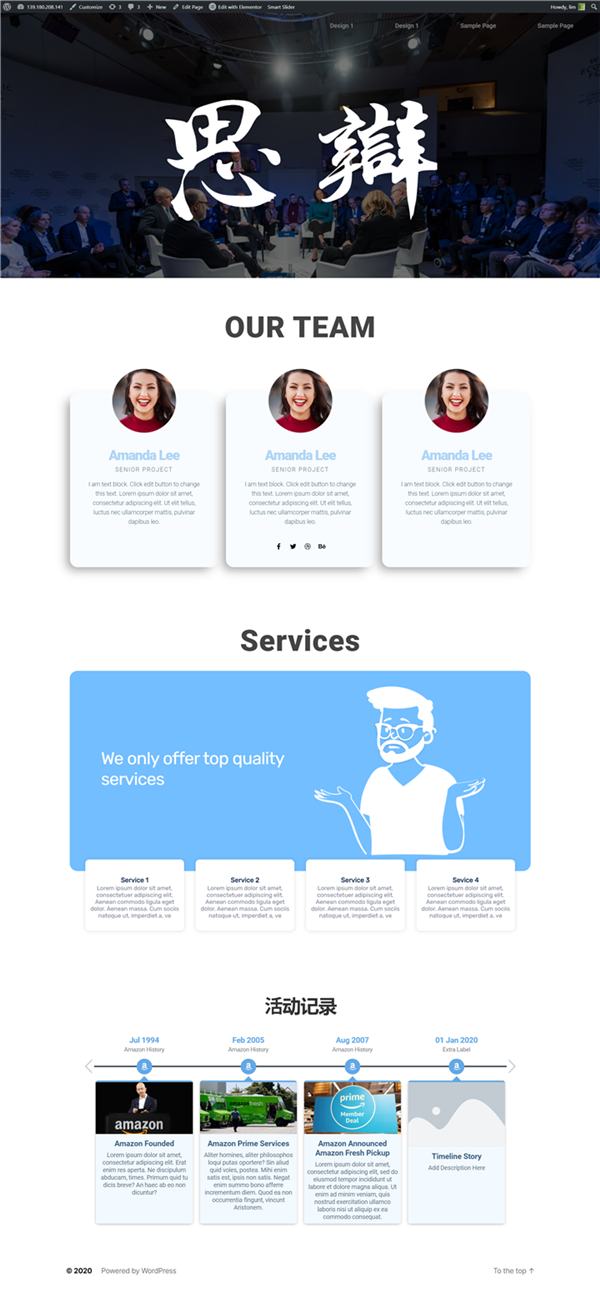 139.180.208.141 Customize 3 3 New Edit Page Edit with Elementor Smart Slider Howdy, lim
Design 1 Design 1 Sample Page Sample Page
思辯
OUR TEAM
Amanda Lee
SENIOR PROJECT
I am text block. Click edit button to change
this text. Lorem ipsum dolor sit amet,
consectetur adipiscing elit. Ut elit tellus,
luctus nec ullamcorper mattis, pulvinar
dapibus leo.
Amanda Lee
SENIOR PROJECT
I am text block. Click edit button to change
this text. Lorem ipsum dolor sit amet,
consectetur adipiscing elit. Ut elit tellus,
luctus nec ullamcorper mattis, pulvinar
dapibus leo.
Amanda Lee
SENIOR PROJECT
I am text block. Click edit button to change
this text. Lorem ipsum dolor sit amet,
consectetur adipiscing elit. Ut elit tellus,
luctus nec ullamcorper mattis, pulvinar
dapibus leo.
Services
We only offer top quality
services
Sevice 1
Lorem ipsum dolor sit amet,
consectetuer adipiscing elit.
Aenean commodo ligula eget
dolor. Aenean massa. Cum sociis
natoque ut, imperdiet a, ve
Service 2
Lorem ipsum dolor sit amet,
consectetuer adipiscing elit.
Aenean commodo ligula eget
dolor. Aenean massa. Cum sociis
natoque ut, imperdiet a, ve
Service 3
Lorem ipsum dolor sit amet,
consectetuer adipiscing elit.
Aenean commodo ligula eget
dolor. Aenean massa. Cum sociis
natoque ut, imperdiet a, ve
Service 4
Lorem ipsum dolor sit amet,
consectetuer adipiscing elit.
Aenean commodo ligula eget
dolor. Aenean massa. Cum sociis
natoque ut, imperdiet a, ve
活动记录
Jul 1994
Amazon History
amazon
Amazon Founded
Lorem ipsum dolor sit amet,
consectetur adipiscing elit. Erat
enim res aperta. Ne discipulum
abducam, times. Primum quid tu
dicis breve? An haec ab eo non
dicuntur?
Feb 2005
Amazon History
Amazon Prime Services
Aliter homines, aliter philosophos
loqui putas oportere? Sin aliud
quid voles, postea. Mihi enim
satis est, ipsis non satis. Negat
enim summo bono afferre
incrementum diem. Quod ea non
occurrentia fingunt, vincunt
Aristonem.
Aug 2007
Amazon History
prime
Member
Deal
Amazon Announced
Amazon Fresh Pickup
Lorem ipsum dolor sit amet,
consectetur adipiscing elit, sed do
eiusmod tempor incididunt ut
labore et dolore magna aliqua. Ut
enim ad minim veniam, quis
nostrud exercitation ullamco
laboris nisi ut aliquip ex ea
commodo consequat.
01 Jan 2020
Extra Label
Timeline Story
Add Description Here
© 2020 Powered by WordPress To the top ↑